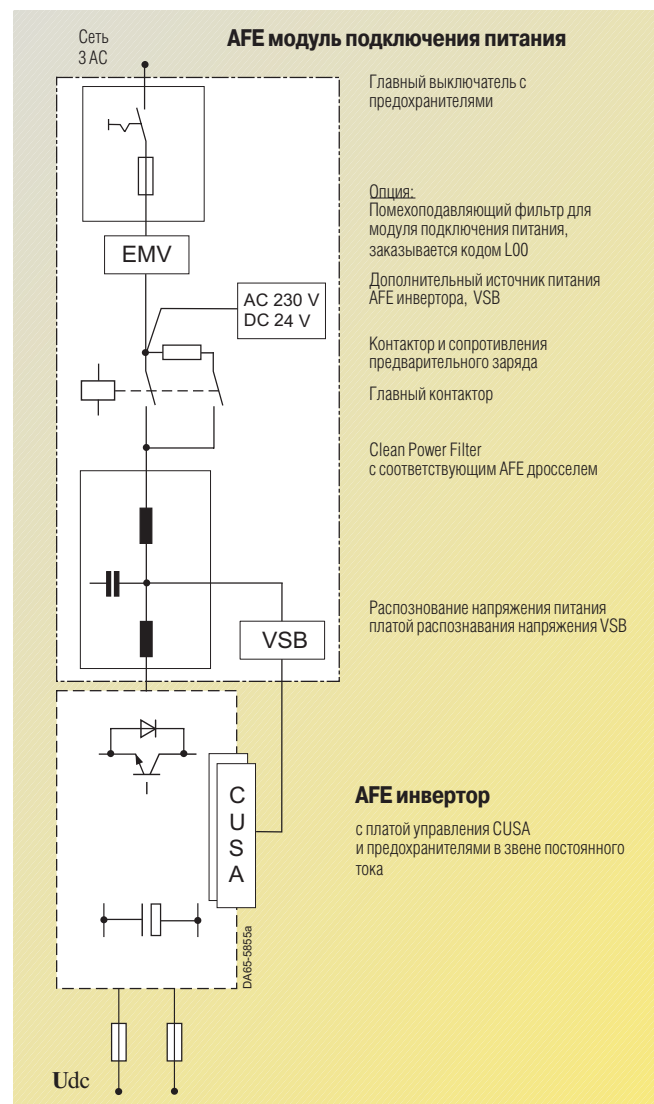 Сеть
3 AC
AFE модуль подключения питания
Главный выключатель с
предохранителями
Опция:
Помехоподавляющий фильтр для
модуля подключения питания,
заказывается кодом L00
EMV
Дополнительный источник питания
AFE инвертора, VSB
AC 230 V
DC 24 V
Контактор и сопротивления
предварительного заряда
Главный контактор
Clean Power Filter
с соответствующим AFE дросселем
Распознование напряжения питания
платой распознавания напряжения VSB
VSB
AFE инвертор
с платой управления CUSA
и предохранителями в звене постоянного
тока
CUSA
DA65-5855a
Udc